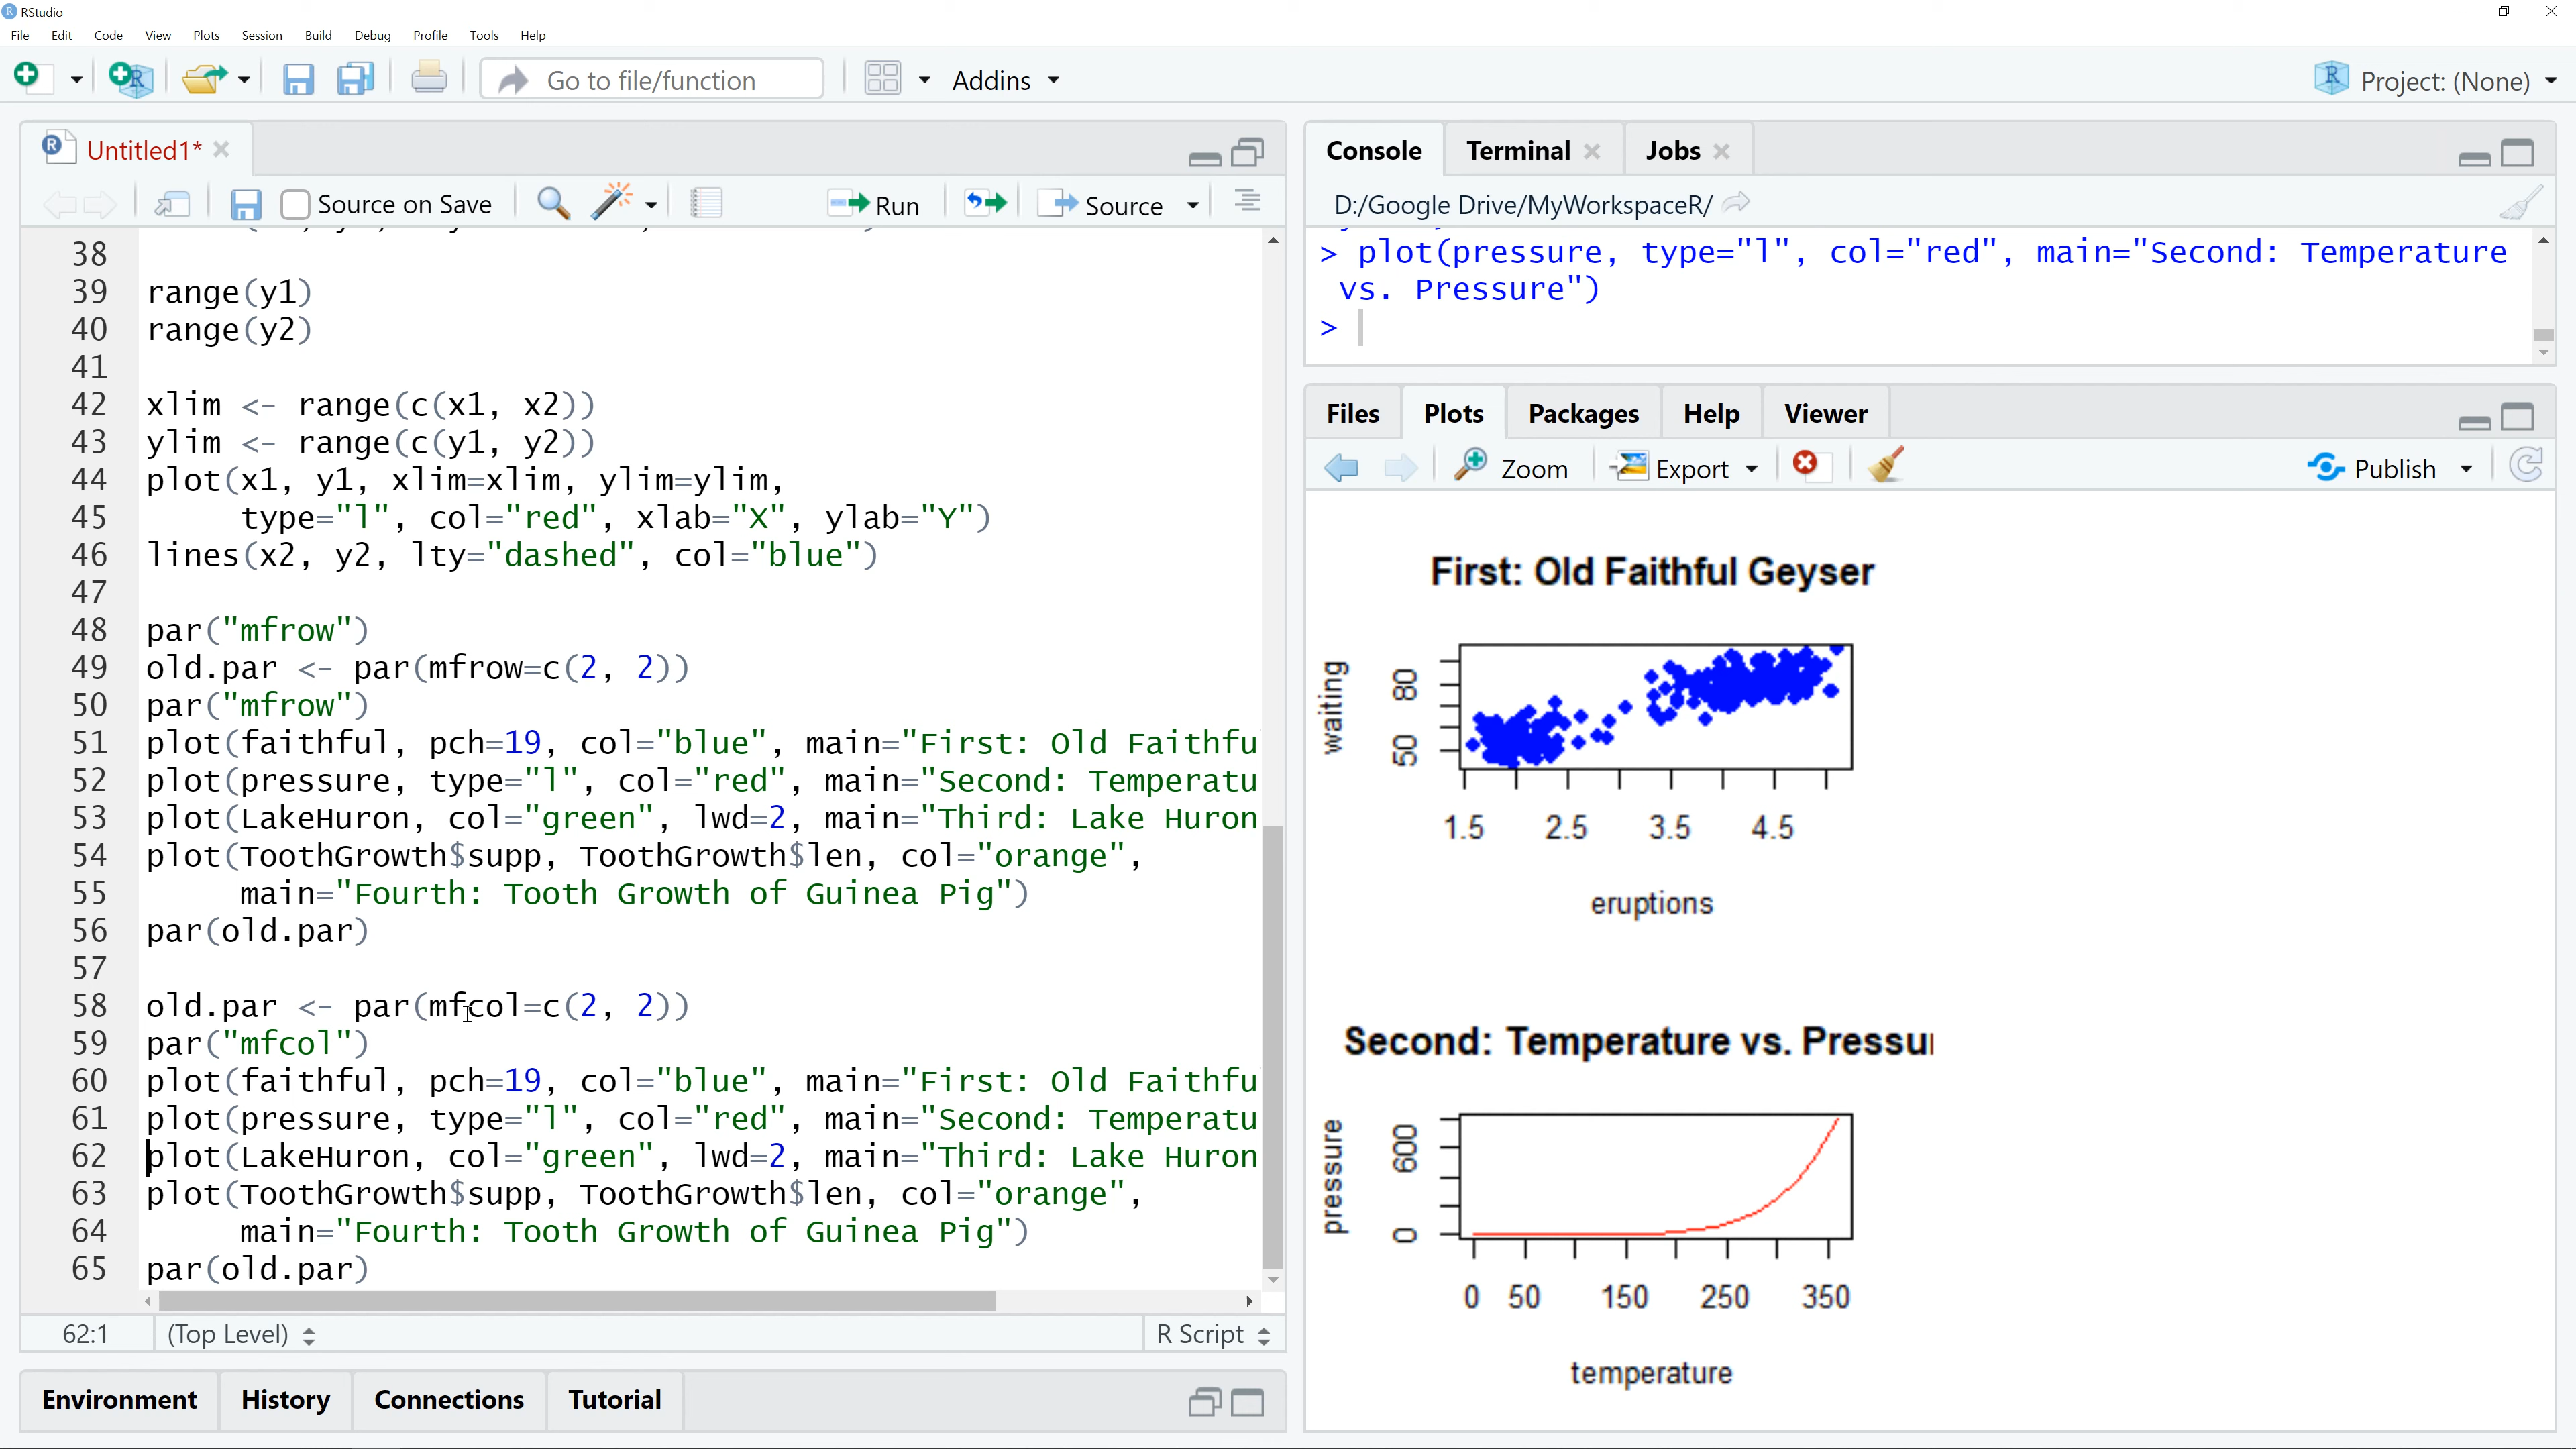 RStudio
File Edit Code View Plots Session Build Debug Profile Tools Help
Go to file/function Addins Project: (None)
Untitled1*
Source on Save Run Source
38
39 range(y1)
40 range(y2)
41
42 xlim <- range(c(x1, x2))
43 ylim <- range(c(y1, y2))
44 plot(x1, y1, xlim=xlim, ylim=ylim,
45 type="l", col="red", xlab="X", ylab="Y")
46 lines(x2, y2, lty="dashed", col="blue")
47
48 par("mfrow")
49 old.par <- par(mfrow=c(2, 2))
50 par("mfrow")
51 plot(faithful, pch=19, col="blue", main="First: Old Faithfu
52 plot(pressure, type="l", col="red", main="Second: Temperatu
53 plot(LakeHuron, col="green", lwd=2, main="Third: Lake Huron
54 plot(ToothGrowth$supp, ToothGrowth$len, col="orange",
55 main="Fourth: Tooth Growth of Guinea Pig")
56 par(old.par)
57
58 old.par <- par(mfcol=c(2, 2))
59 par("mfcol")
60 plot(faithful, pch=19, col="blue", main="First: Old Faithfu
61 plot(pressure, type="l", col="red", main="Second: Temperatu
62 plot(LakeHuron, col="green", lwd=2, main="Third: Lake Huron
63 plot(ToothGrowth$supp, ToothGrowth$len, col="orange",
64 main="Fourth: Tooth Growth of Guinea Pig")
65 par(old.par)
62:1 (Top Level) R Script
Environment History Connections Tutorial
Console Terminal Jobs
D:/Google Drive/MyWorkspaceR/
> plot(pressure, type="l", col="red", main="Second: Temperature
vs. Pressure")
>
Files Plots Packages Help Viewer
Zoom Export Publish
First: Old Faithful Geyser
waiting
80
50
1.5 2.5 3.5 4.5
eruptions
Second: Temperature vs. Pressu
pressure
600
0
0 50 150 250 350
temperature